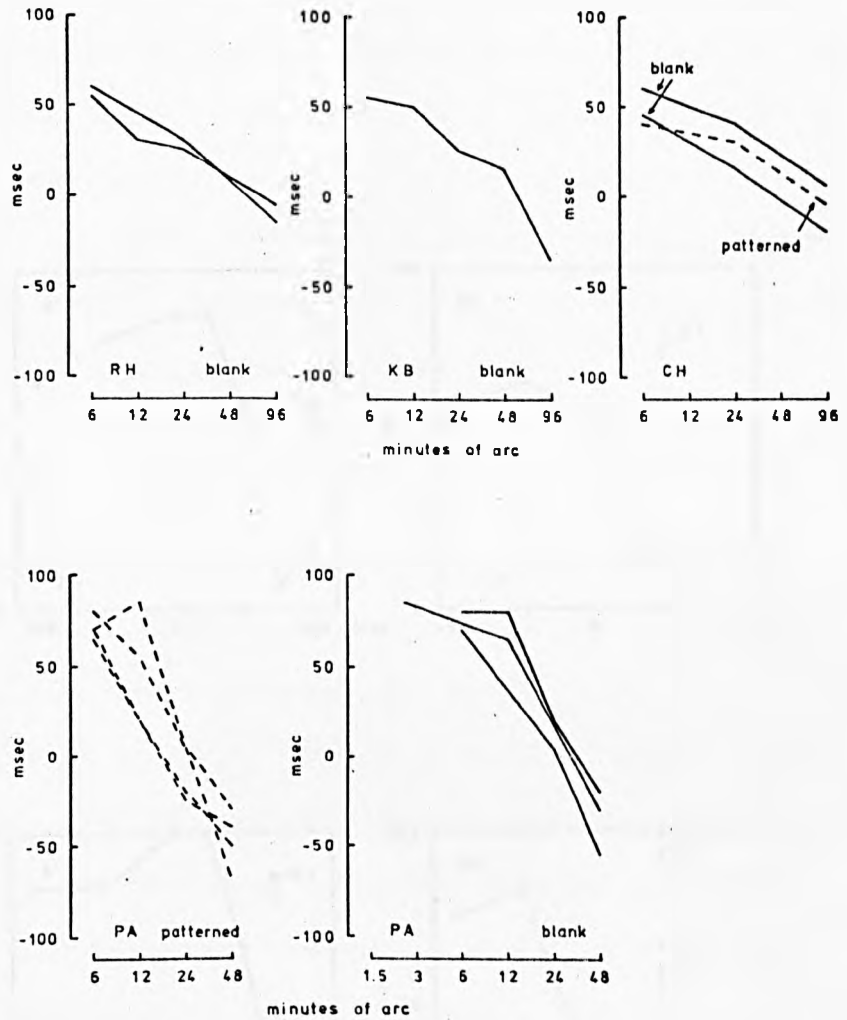 100
50
0
-50
-100
msec
RH blank
6 12 24 48 96
100
50
0
-50
-100
msec
KB blank
6 12 24 48 96
minutes of arc
100
50
0
-50
-100
msec
blank
patterned
CH
6 12 24 48 96
100
50
0
-50
-100
msec
PA patterned
6 12 24 48
100
50
0
-50
-100
msec
PA blank
1.5 3 6 12 24 48
minutes of arc